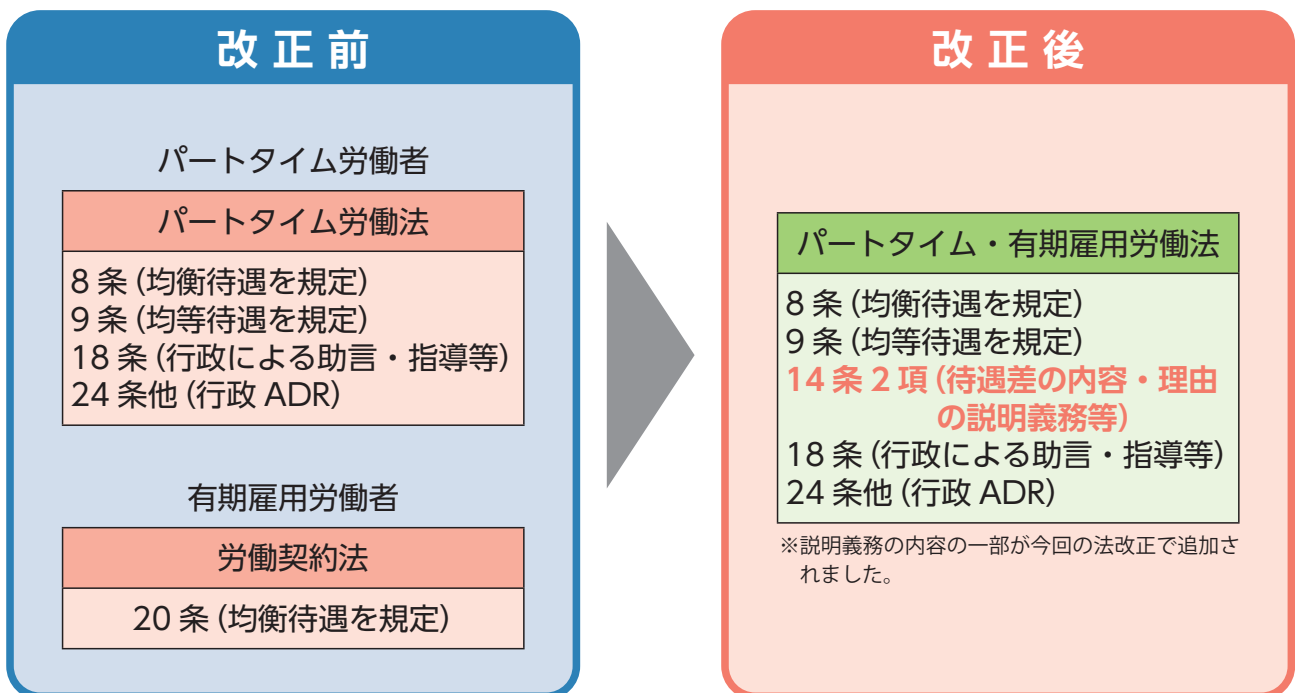 改正前
パートタイム労働者
パートタイム労働法
8条(均衡待遇を規定)
9条(均等待遇を規定)
18条(行政による助言・指導等)
24条他(行政ADR)
有期雇用労働者
労働契約法
20条(均衡待遇を規定)
改正後
パートタイム・有期雇用労働法
8条(均衡待遇を規定)
9条(均等待遇を規定)
14条2項(待遇差の内容・理由
の説明義務等)
18条(行政による助言・指導等)
24条他(行政ADR)
※説明義務の内容の一部が今回の法改正で追加さ
れました。